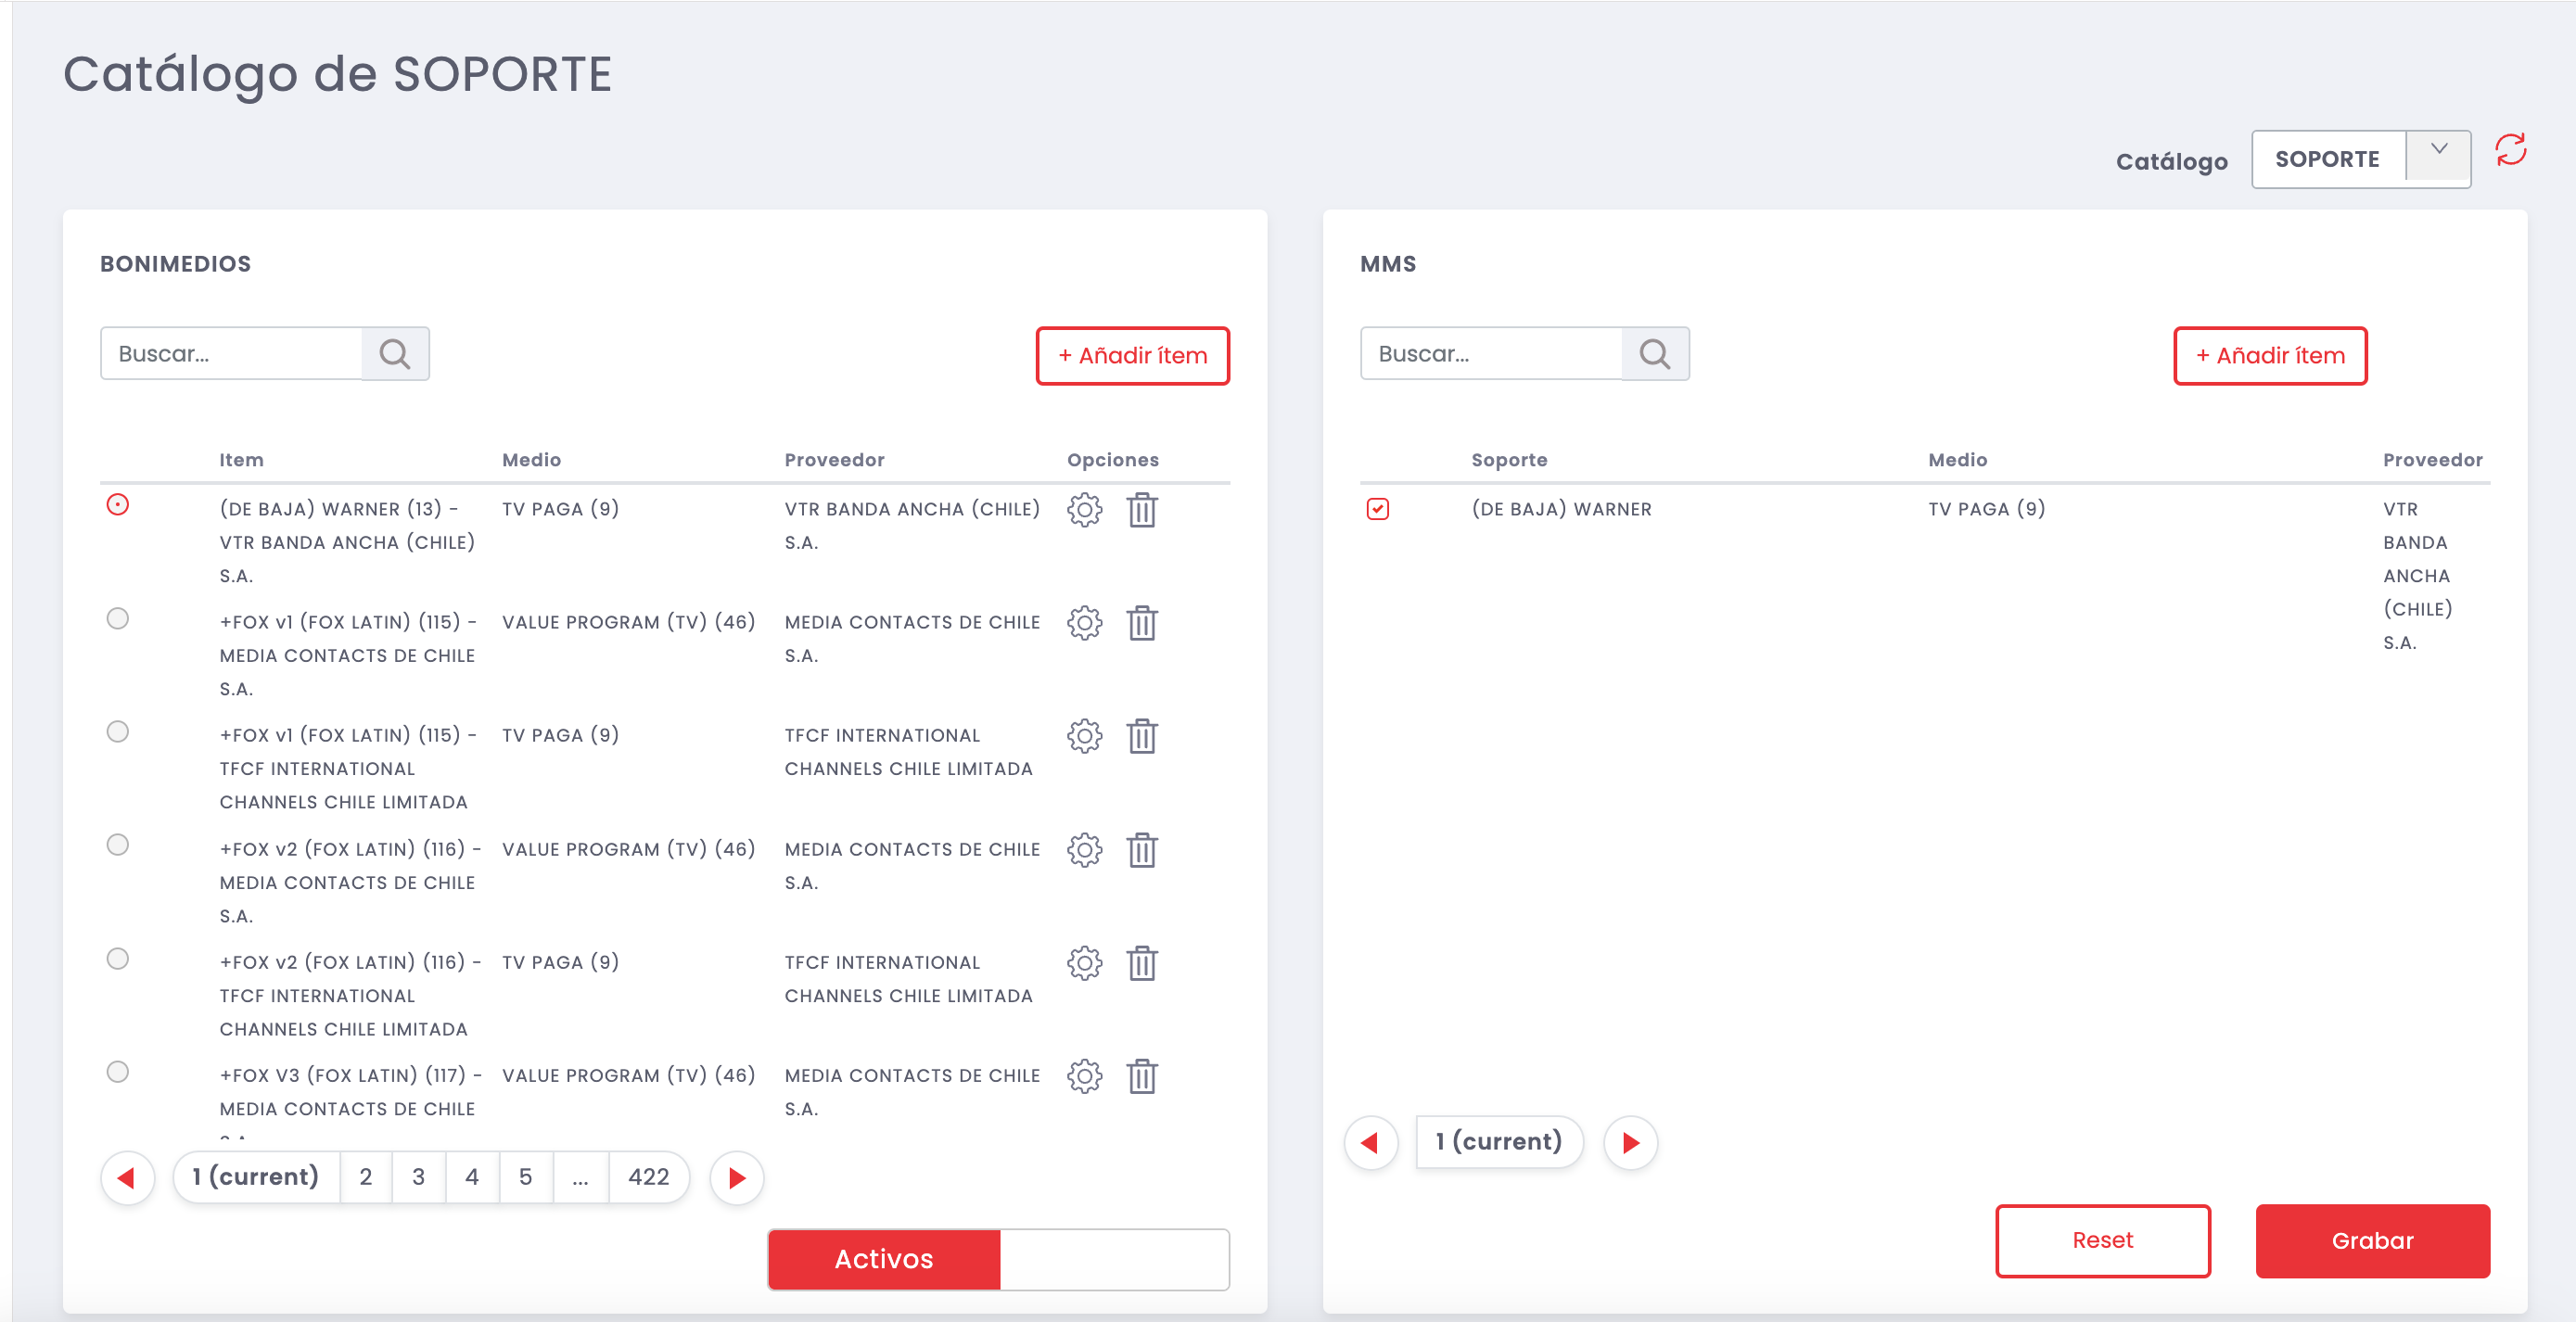 Catálogo de SOPORTE
Catálogo
SOPORTE
BONIMEDIOS
Buscar...
+ Añadir ítem
Item Medio Proveedor Opciones
(DE BAJA) WARNER (13) - TV PAGA (9) VTR BANDA ANCHA (CHILE)
VTR BANDA ANCHA (CHILE) S.A.
S.A.
+FOX v1 (FOX LATIN) (115) - VALUE PROGRAM (TV) (46) MEDIA CONTACTS DE CHILE
MEDIA CONTACTS DE CHILE S.A.
S.A.
+FOX v1 (FOX LATIN) (115) - TV PAGA (9) TFCF INTERNATIONAL
TFCF INTERNATIONAL CHANNELS CHILE LIMITADA
CHANNELS CHILE LIMITADA
+FOX v2 (FOX LATIN) (116) - VALUE PROGRAM (TV) (46) MEDIA CONTACTS DE CHILE
MEDIA CONTACTS DE CHILE S.A.
S.A.
+FOX v2 (FOX LATIN) (116) - TV PAGA (9) TFCF INTERNATIONAL
TFCF INTERNATIONAL CHANNELS CHILE LIMITADA
CHANNELS CHILE LIMITADA
+FOX V3 (FOX LATIN) (117) - VALUE PROGRAM (TV) (46) MEDIA CONTACTS DE CHILE
MEDIA CONTACTS DE CHILE S.A.
1 (current) 2 3 4 5 ... 422
Activos
MMS
Buscar...
+ Añadir ítem
Soporte Medio Proveedor
(DE BAJA) WARNER TV PAGA (9) VTR
BANDA
ANCHA
(CHILE)
S.A.
1 (current)
Reset
Grabar